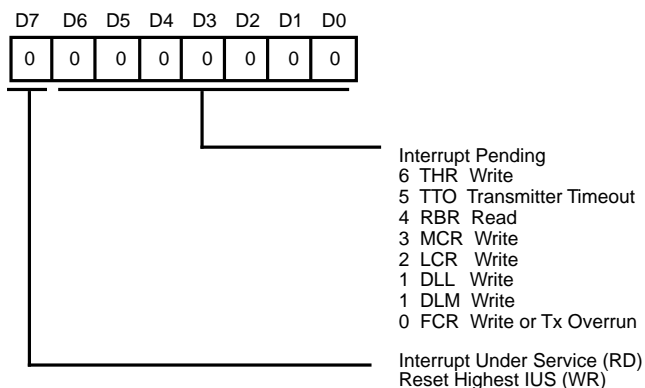 D7 D6 D5 D4 D3 D2 D1 D0
0 0 0 0 0 0 0 0
Interrupt Pending
6 THR Write
5 TTO Transmitter Timeout
4 RBR Read
3 MCR Write
2 LCR Write
1 DLL Write
1 DLM Write
0 FCR Write or Tx Overrun
Interrupt Under Service (RD)
Reset Highest IUS (WR)